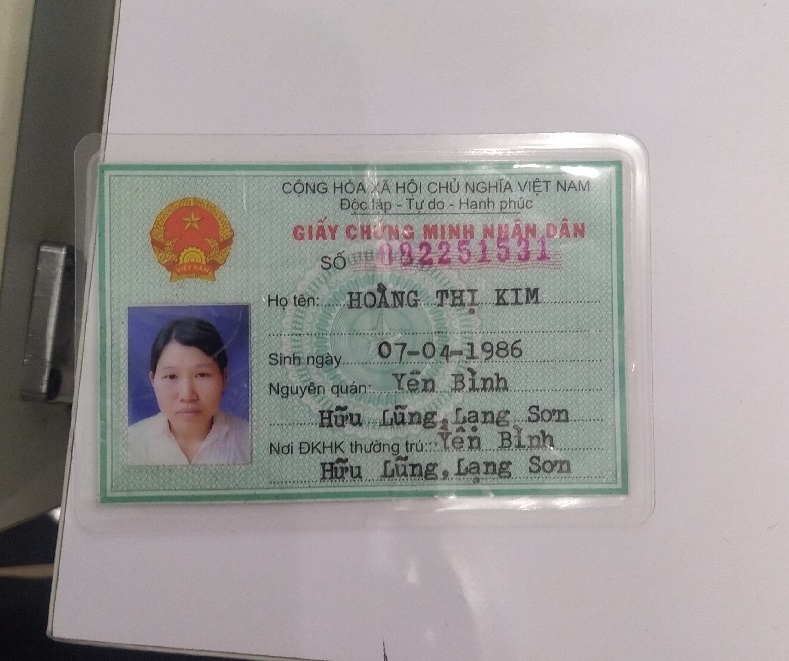 CỘNG HÒA XÃ HỘI CHỦ NGHĨA VIỆT NAM
Độc lập - Tự do - Hạnh phúc
GIẤY CHỨNG MINH NHÂN DÂN
SỐ 082251531
Họ tên: HOÀNG THỊ KIM
Sinh ngày 07-04-1986
Nguyên quán: Yên Bình
Hữu Lũng, Lạng Sơn
Nơi ĐKHK thường trú: Yên Bình
Hữu Lũng, Lạng Sơn
VIỆT NAM